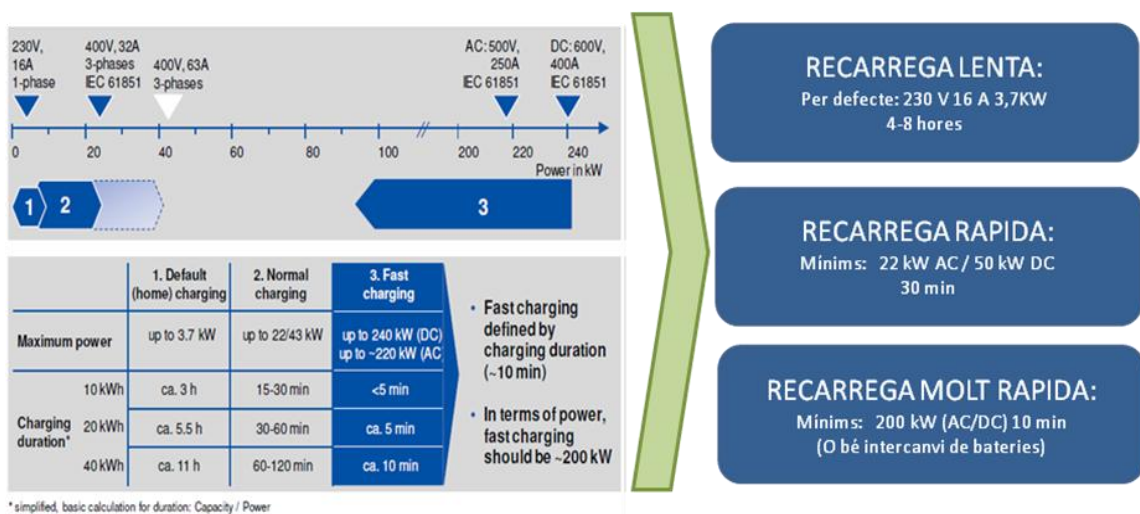 230V,
16A
1-phase
400V, 32A
3-phases
IEC 61851
400V, 63A
3-phases
AC: 500V,
250A
IEC 61851
DC: 600V,
400A
IEC 61851
0 20 40 60 80 100 200 220 240
Power in kW
1 2 3
1. Default
(home) charging
2. Normal
charging
3. Fast
charging
Maximum power
up to 3.7 kW
up to 22/43 kW
up to 240 kW (DC)
up to ~220 kW (AC)
Charging
duration*
10 kWh ca. 3 h 15-30 min <5 min
20 kWh ca. 5.5 h 30-60 min ca. 5 min
40 kWh ca. 11 h 60-120 min ca. 10 min
• Fast charging
defined by
charging duration
(~10 min)
• In terms of power,
fast charging
should be ~200 kW
* simplified, basic calculation for duration: Capacity / Power
RECARREGA LENTA:
Per defecte: 230 V 16 A 3,7KW
4-8 hores
RECARREGA RAPIDA:
Mínims: 22 kW AC / 50 kW DC
30 min
RECARREGA MOLT RAPIDA:
Mínims: 200 kW (AC/DC) 10 min
(O bé intercanvi de bateries)